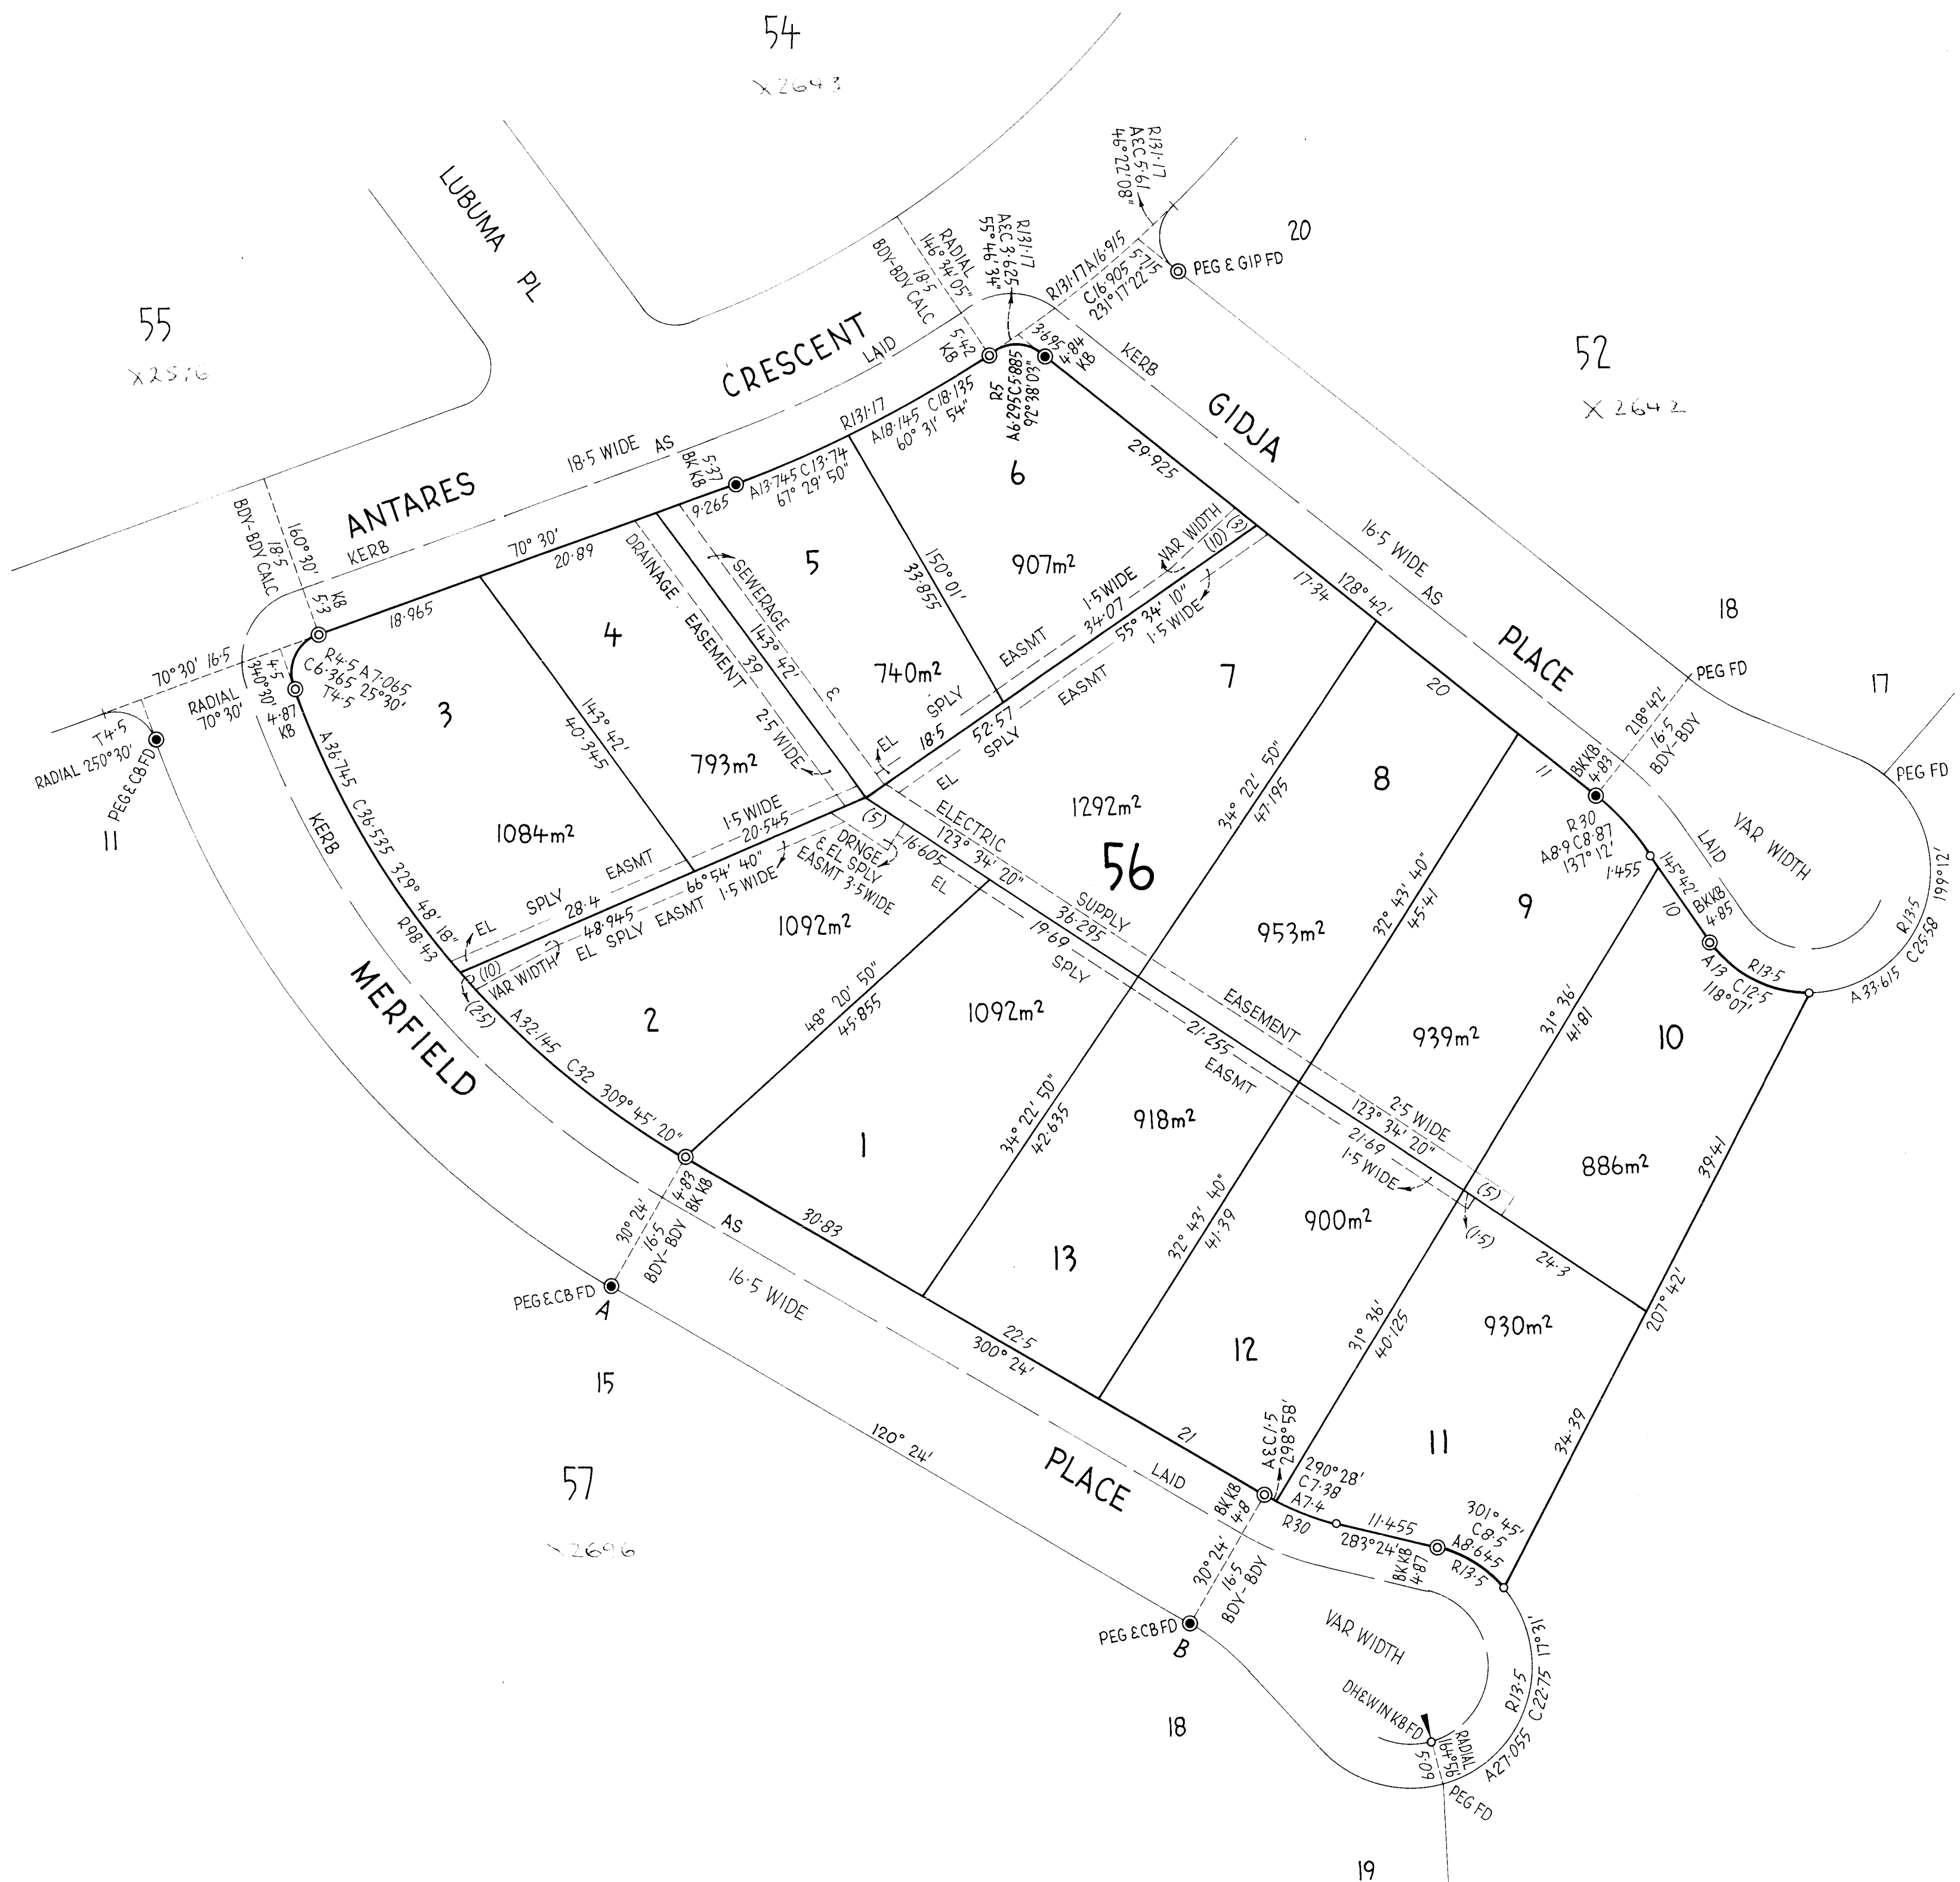 54
X2643
LUBUMA PL
55
X2576
20
PEG & GIP FD
R131·17
A&C 5·61
46° 22' 08"
R131·17
A&C 3·625
55° 46' 34"
RADIAL
146° 34' 05"
18·5
BDY-BDY CALC
5·42
KB
R131·17 A16·915
5·715
C16·905
231° 17' 22"
3·695
4·84
KB
KERB
52
X 2642
CRESCENT
LAID
GIDJA
R5
A6·295 C5·885
92° 38' 03"
R131·17
A18·145 C18·135
60° 31' 54"
18·5 WIDE AS
5·37
BK KB
A13·745 C13·74
67° 29' 50"
9·265
ANTARES
KERB
160° 30'
18·5
BDY-BDY CALC
KB
5·3
70° 30'
20·89
18·965
6
907m²
29·925
5
740m²
150° 01'
33·855
VAR WIDTH
(3)
(10)
1·5 WIDE
34·07
EASMT
SPLY
18·5
EL
55° 34' 10"
1·5 WIDE
52·57
EASMT
SPLY
EL
16·5 WIDE AS
17·34
128° 42'
18
PLACE
20
PEG FD
17
PEG FD
218° 42'
16·5
BDY-BDY
BKKB
4·83
11
SEWERAGE
3
DRAINAGE EASEMENT
2·5 WIDE
143° 42'
39
4
793m²
143° 42'
40·345
3
1084m²
R4·5 A7·065
C6·365 25° 30'
T4·5
70° 30' 16·5
RADIAL
70° 30'
4·5
340° 30'
4·87
KB
T4·5
RADIAL 250° 30'
PEG & CB FD
11
KERB
A36·745 C36·535 329° 48' 18"
R98·43
1·5 WIDE
20·545
EASMT
SPLY
EL
28·4
66° 54' 40"
1·5 WIDE
48·945
EL SPLY EASMT
(10)
VAR WIDTH
(2·5)
(5)
DRNGE
& EL SPLY
EASMT 3·5 WIDE
16·605
EL
ELECTRIC
123° 34' 20"
SUPPLY
36·295
19·69
SPLY
EASEMENT
21·255
EASMT
2·5 WIDE
123° 34' 20"
21·69
1·5 WIDE
(5)
(1·5)
24·3
7
1292m²
56
34° 22' 50"
47·195
8
953m²
32° 43' 40"
45·41
9
939m²
31° 36'
41·81
R30
A8·9 C8·87
137° 12'
1·455
145° 42'
10
BKKB
4·85
LAID
VAR WIDTH
R13·5
A13 C12·5
118° 07'
R13·5
A33·615 C25·58 199° 12'
10
886m²
39·41
207° 42'
34·39
MERFIELD
2
1092m²
A32·145 C32 309° 45' 20"
48° 20' 50"
45·855
1092m²
1
34° 22' 50"
42·635
918m²
13
32° 43' 40"
41·39
900m²
12
31° 36'
40·125
930m²
11
30° 24'
16·5
BDY-BDY
4·83
BK KB
PEG & CB FD
A
AS
16·5 WIDE
30·83
22·5
300° 24'
21
15
57
X2696
120° 24'
PLACE
LAID
A&C 1·5
298° 58'
290° 28'
C7·38
A7·4
R30
11·455
283° 24'
BKKB
4·87
301° 45'
C8·5
A8·645
R13·5
BKKB
4·8
30° 24'
16·5
BDY-BDY
PEG & CB FD
B
18
VAR WIDTH
DH&W IN KB FD
RADIAL
164° 56'
5·09
R13·5
A27·055 C22·75 17° 31'
PEG FD
19